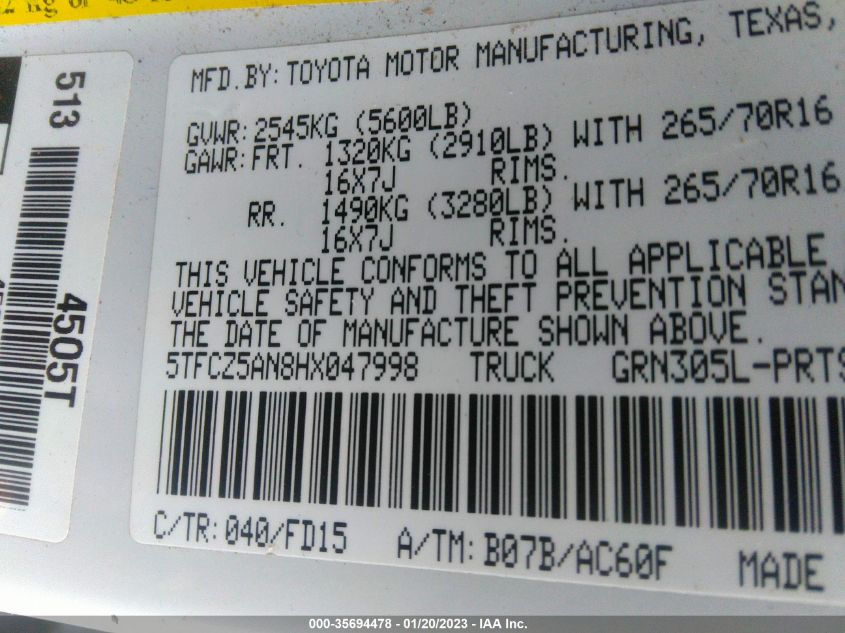 2 kg or
513
4505T
MFD.BY:TOYOTA MOTOR MANUFACTURING, TEXAS,
GVWR:2545KG (5600LB)
GAWR:FRT. 1320KG (2910LB) WITH 265/70R16
16X7J RIMS.
RR. 1490KG (3280LB) WITH 265/70R16
16X7J RIMS.
THIS VEHICLE CONFORMS TO ALL APPLICABLE
VEHICLE SAFETY AND THEFT PREVENTION STAN
THE DATE OF MANUFACTURE SHOWN ABOVE.
5TFCZ5AN8HX047998 TRUCK GRN305L-PRTS
C/TR:040/FD15 A/TM:B07B/AC60F MADE
000-35694478 - 01/20/2023 - IAA Inc.